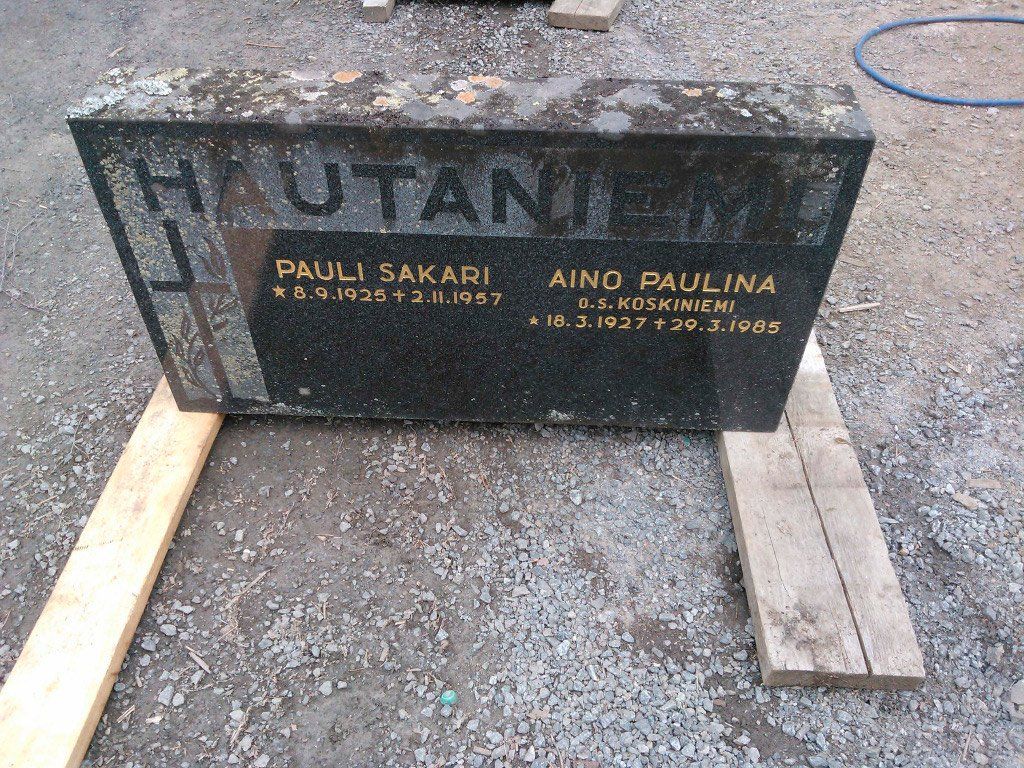 HAUTANIEMI
PAULI SAKARI
★ 8.9.1925 + 2.11.1957
AINO PAULINA
O.S. KOSKINIEMI
★ 18.3.1927 + 29.3.1985